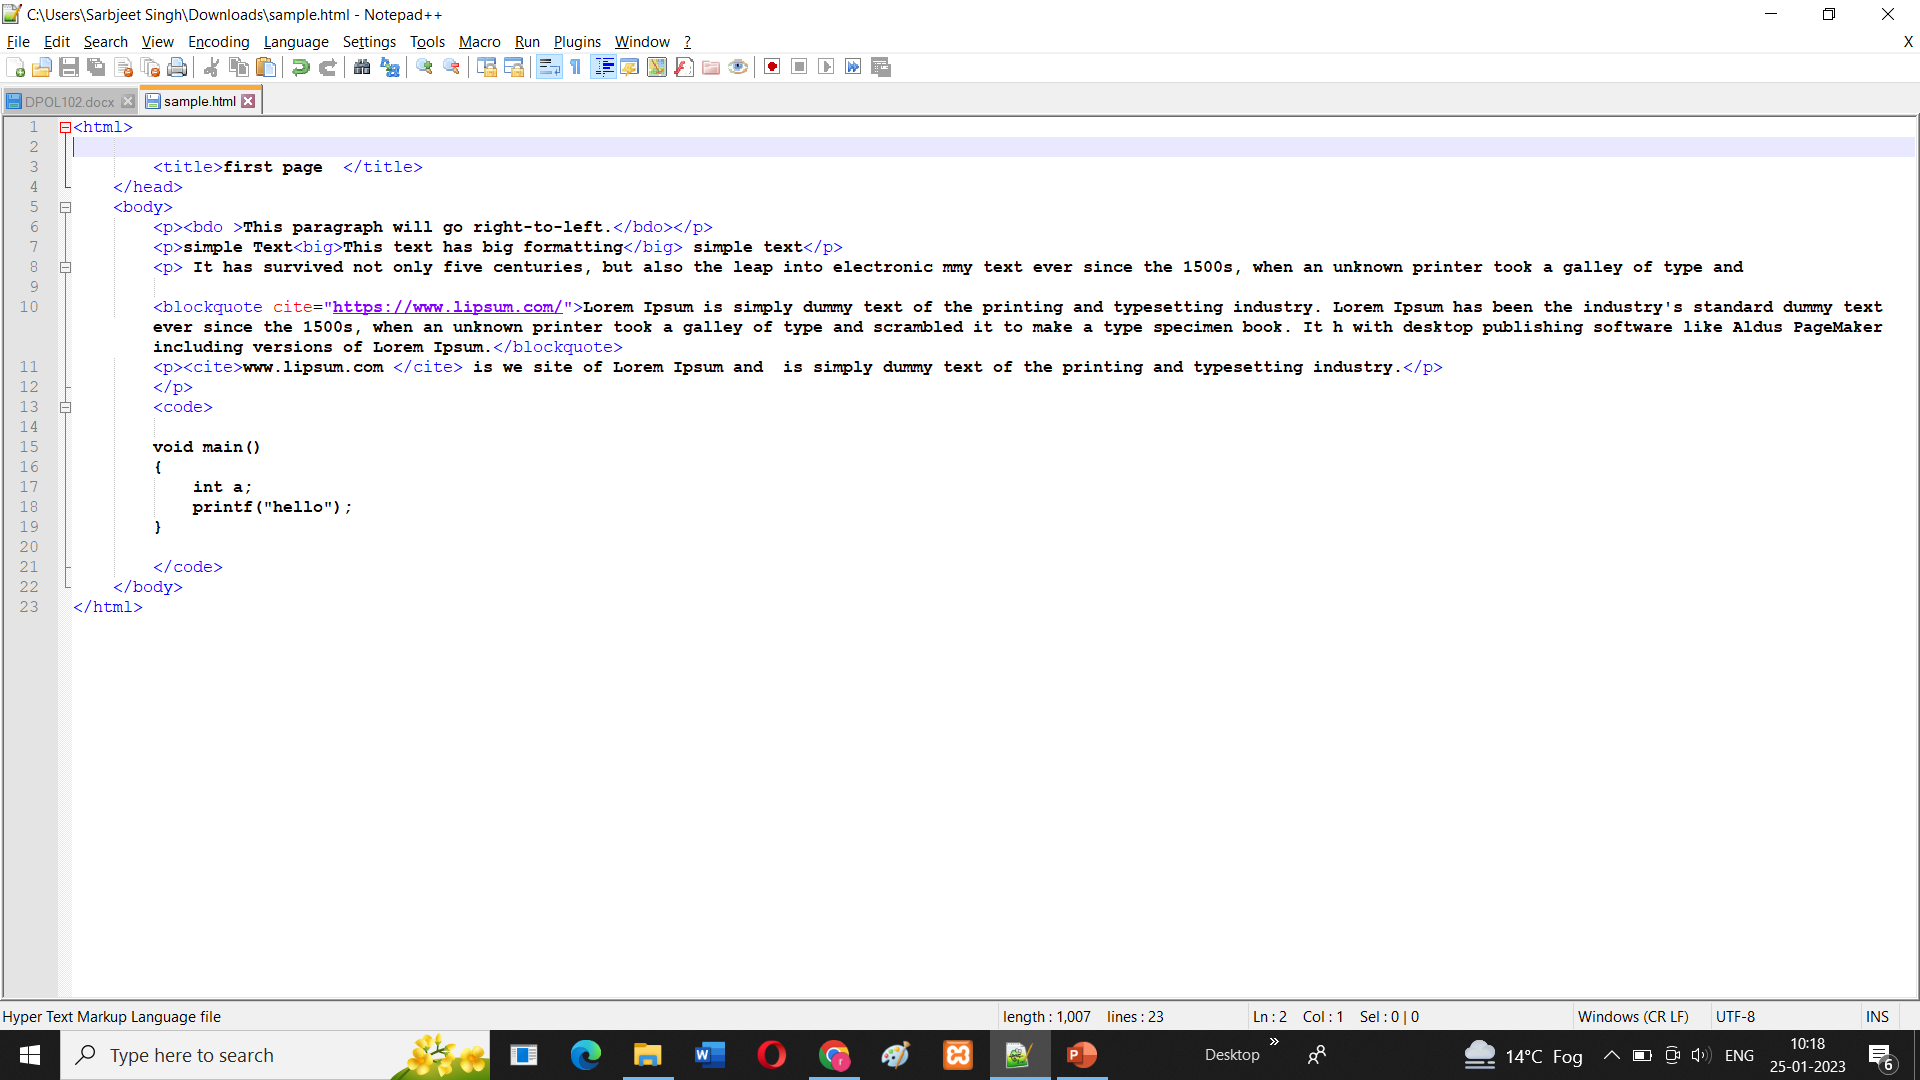 C:\Users\Sarbjeet Singh\Downloads\sample.html - Notepad++
File Edit Search View Encoding Language Settings Tools Macro Run Plugins Window ? X
DPOL102.docx sample.html
1 <html>
2
3 <title>first page  </title>
4 </head>
5 <body>
6 <p><bdo >This paragraph will go right-to-left.</bdo></p>
7 <p>simple Text<big>This text has big formatting</big> simple text</p>
8 <p> It has survived not only five centuries, but also the leap into electronic mmy text ever since the 1500s, when an unknown printer took a galley of type and
9
10 <blockquote cite="https://www.lipsum.com/">Lorem Ipsum is simply dummy text of the printing and typesetting industry. Lorem Ipsum has been the industry's standard dummy text
ever since the 1500s, when an unknown printer took a galley of type and scrambled it to make a type specimen book. It h with desktop publishing software like Aldus PageMaker
including versions of Lorem Ipsum.</blockquote>
11 <p><cite>www.lipsum.com </cite> is we site of Lorem Ipsum and  is simply dummy text of the printing and typesetting industry.</p>
12 </p>
13 <code>
14
15 void main()
16 {
17 int a;
18 printf("hello");
19 }
20
21 </code>
22 </body>
23 </html>
Hyper Text Markup Language file length : 1,007 lines : 23 Ln : 2 Col : 1 Sel : 0 | 0 Windows (CR LF) UTF-8 INS
Type here to search Desktop » 14°C Fog ENG 10:18
25-01-2023 6